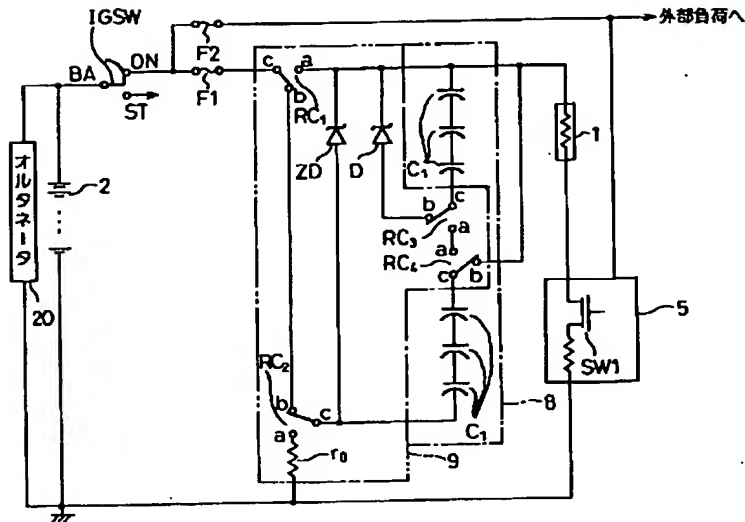 IGSW
外部負荷へ
F2
BA
ON
c
a
F1
b
ST
RC₁
オルタネータ
2
ZD
D
C₁
1
b
c
RC₃
a
a
RC₄
c
b
20
5
SW1
RC₂
b
c
a
8
C₁
r₀
9